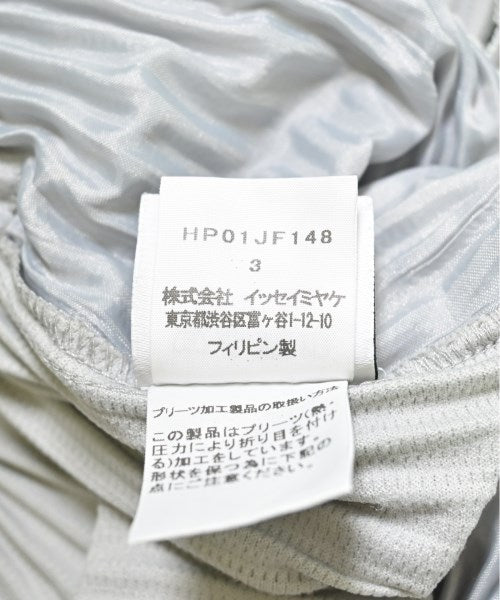 HP01JF148
3
株式会社 イッセイミヤケ
東京都渋谷区富ヶ谷1-12-10
フィリピン製
プリーツ加工製品の取扱い方法
この製品はプリーツ(熱、
圧力により折り目を付け
る)加工をしています。
形状を保つ為に下記の
点にご注意ください。